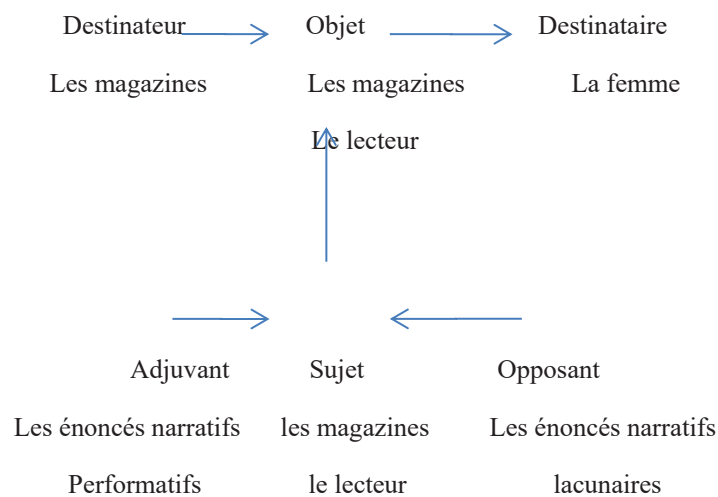 Destinateur Objet Destinataire
Les magazines Les magazines La femme
Le lecteur
Adjuvant Sujet Opposant
Les énoncés narratifs les magazines Les énoncés narratifs
Performatifs le lecteur lacunaires